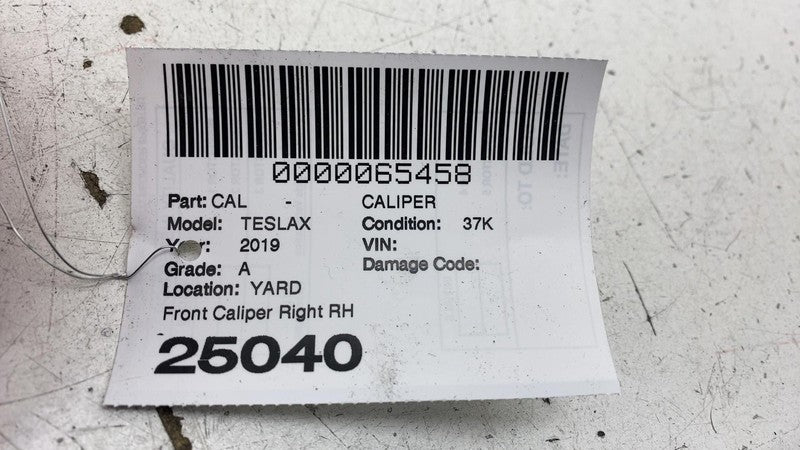 0000065458
Part: CAL - CALIPER
Model: TESLAX Condition: 37K
Year: 2019 VIN:
Grade: A Damage Code:
Location: YARD
Front Caliper Right RH
25040